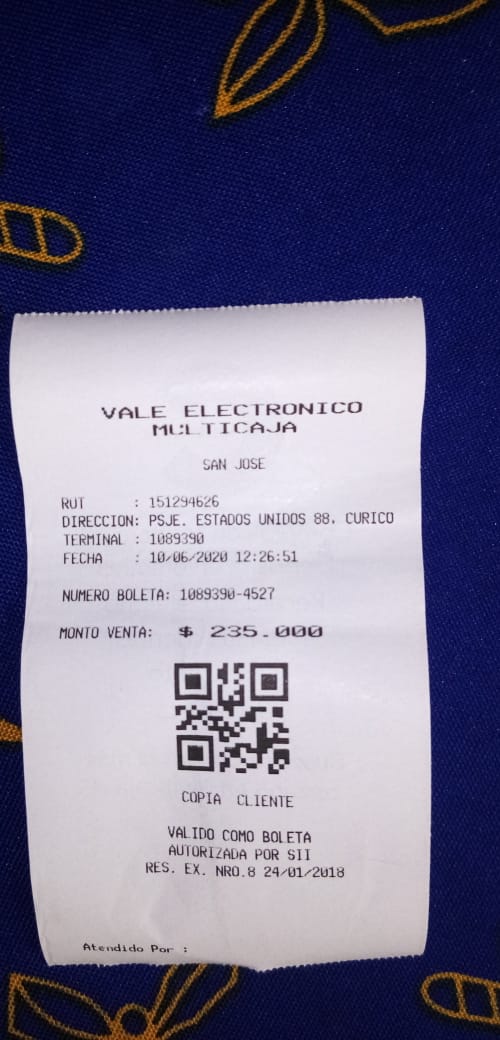 VALE ELECTRONICO
MULTICAJA
SAN JOSE
RUT : 151294626
DIRECCION: PSJE. ESTADOS UNIDOS 88, CURICO
TERMINAL : 1089390
FECHA : 10/06/2020 12:26:51
NUMERO BOLETA: 1089390-4527
MONTO VENTA: $ 235.000
COPIA CLIENTE
VALIDO COMO BOLETA
AUTORIZADA POR SII
RES. EX. NRO.8 24/01/2018
Atendido Por :